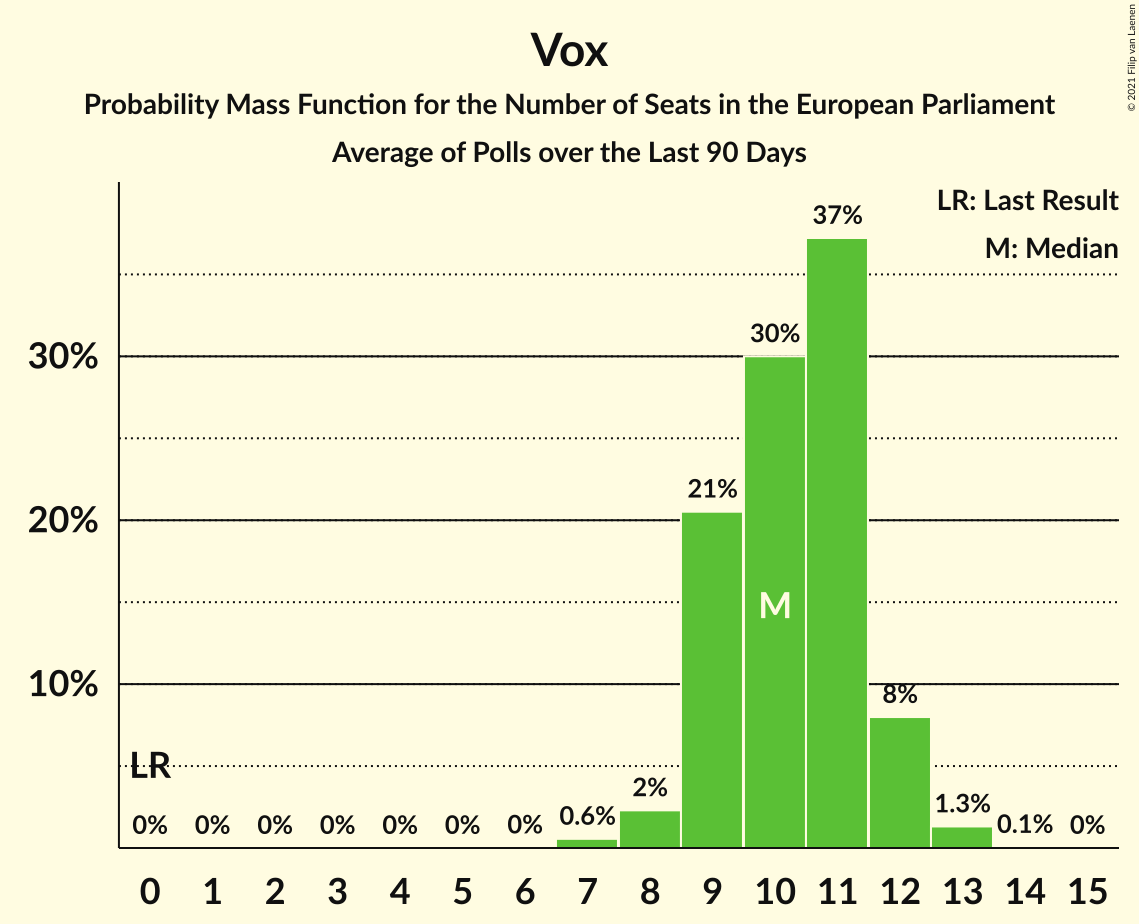 Vox
Probability Mass Function for the Number of Seats in the European Parliament
Average of Polls over the Last 90 Days
© 2021 Filip van Laenen
LR: Last Result
M: Median
37%
30%
30%
21%
20%
M
10%
8%
LR
2%
1.3%
0.6%
0% 0% 0% 0% 0% 0% 0% 0.1% 0%
0 1 2 3 4 5 6 7 8 9 10 11 12 13 14 15